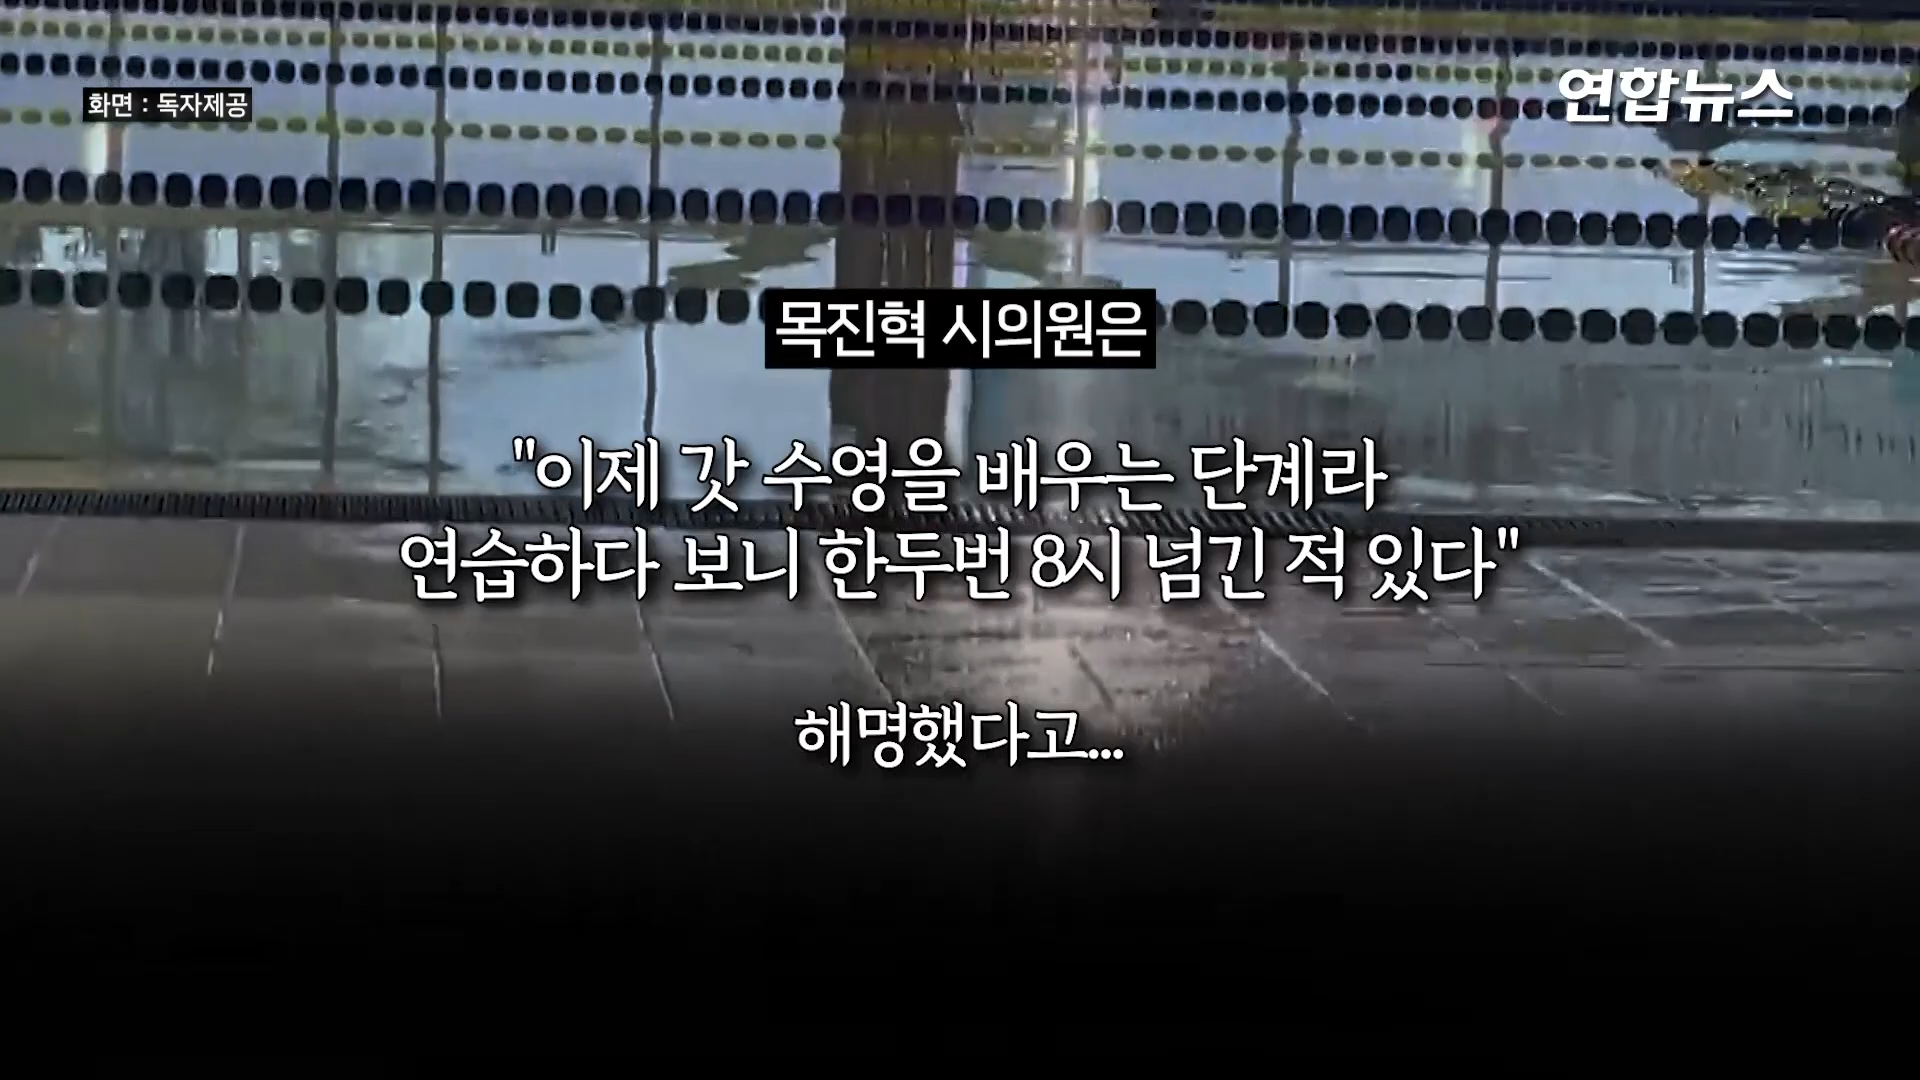 화면 : 독자제공
연합뉴스
목진혁 시의원은
"이제 갓 수영을 배우는 단계라
연습하다 보니 한두번 8시 넘긴 적 있다"
해명했다고...